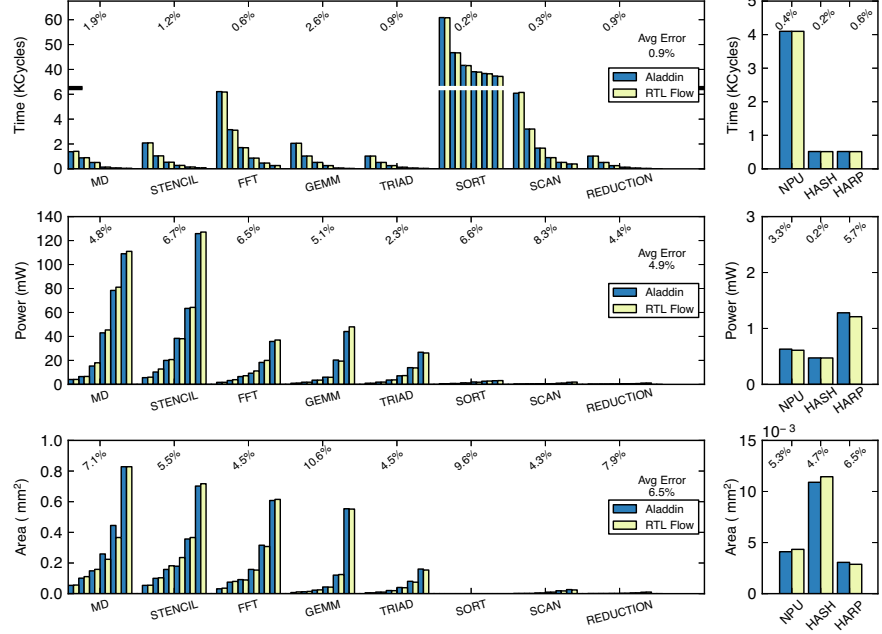 60
50
40
30
20
10
6
4
2
0
Time (KCycles)
1.9%
1.2%
0.6%
2.6%
0.9%
0.2%
0.3%
0.9%
Avg Error
0.9%
Aladdin
RTL Flow
MD
STENCIL
FFT
GEMM
TRIAD
SORT
SCAN
REDUCTION
5
4
3
2
1
0
Time (KCycles)
0.4%
0.2%
0.6%
NPU
HASH
HARP
140
120
100
80
60
40
20
0
Power (mW)
4.8%
6.7%
6.5%
5.1%
2.3%
6.6%
8.3%
4.4%
Avg Error
4.9%
Aladdin
RTL Flow
MD
STENCIL
FFT
GEMM
TRIAD
SORT
SCAN
REDUCTION
3
2
1
0
Power (mW)
3.3%
0.2%
5.7%
NPU
HASH
HARP
1.0
0.8
0.6
0.4
0.2
0.0
Area ( mm²)
7.1%
5.5%
4.5%
10.6%
4.5%
9.6%
4.3%
7.9%
Avg Error
6.5%
Aladdin
RTL Flow
MD
STENCIL
FFT
GEMM
TRIAD
SORT
SCAN
REDUCTION
10⁻³
15
10
5
0
Area ( mm²)
5.3%
4.7%
6.5%
NPU
HASH
HARP